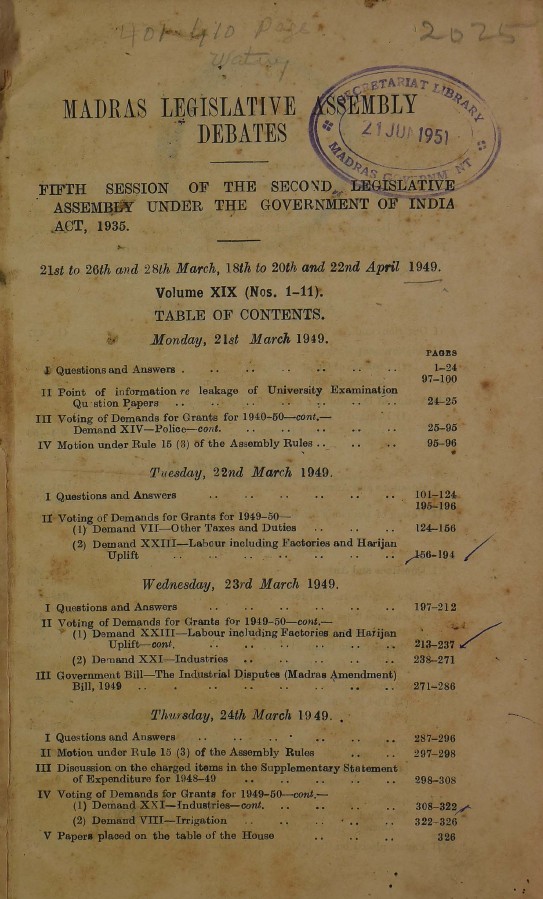 401-410 Page
2025
MADRAS LEGISLATIVE ASSEMBLY
DEBATES
SECRETARIAT LIBRARY
21 JUN 1951
MADRAS GOVERNM NT
FIFTH SESSION OF THE SECOND LEGISLATIVE
ASSEMBLY UNDER THE GOVERNMENT OF INDIA
ACT, 1935.
21st to 26th and 28th March, 18th to 20th and 22nd April 1949.
Volume XIX (Nos. 1-11).
TABLE OF CONTENTS.
Monday, 21st March 1949.
PAGES
I Questions and Answers . .. .. .. .. .. 1-24
97-100
II Point of information re leakage of University Examination
Qu stion Papers .. .. .. .. .. .. 24-25
III Voting of Demands for Grants for 1940-50—cont.—
Demand XIV—Police—cont. .. .. .. .. .. 25-95
IV Motion under Rule 15 (3) of the Assembly Rules .. .. .. 95-96
Tuesday, 22nd March 1949.
I Questions and Answers .. .. .. .. .. .. 101-124
195-196
II Voting of Demands for Grants for 1949-50—
(1) Demand VII—Other Taxes and Duties .. .. .. 124-156
(2) Demand XXIII—Labour including Factories and Harijan
Uplift .. .. .. .. .. .. .. 156-194
Wednesday, 23rd March 1949.
I Questions and Answers .. .. .. .. .. .. 197-212
II Voting of Demands for Grants for 1949-50—cont.—
(1) Demand XXIII—Labour including Factories and Harijan
Uplift—cont. .. .. .. .. .. .. 213-237
(2) Demand XXI—Industries .. .. .. .. .. 238-271
III Government Bill—The Industrial Disputes (Madras Amendment)
Bill, 1949 .. .. .. .. .. .. .. .. 271-286
Thursday, 24th March 1949.
I Questions and Answers .. .. .. .. .. .. 287-296
II Motion under Rule 15 (3) of the Assembly Rules .. .. 297-298
III Discussion on the charged items in the Supplementary Statement
of Expenditure for 1948-49 .. .. .. .. .. 298-308
IV Voting of Demands for Grants for 1949-50—cont.—
(1) Demand XXI—Industries—cont. .. .. .. .. 308-322
(2) Demand VIII—Irrigation .. .. .. .. .. 322-326
V Papers placed on the table of the House .. .. .. 326